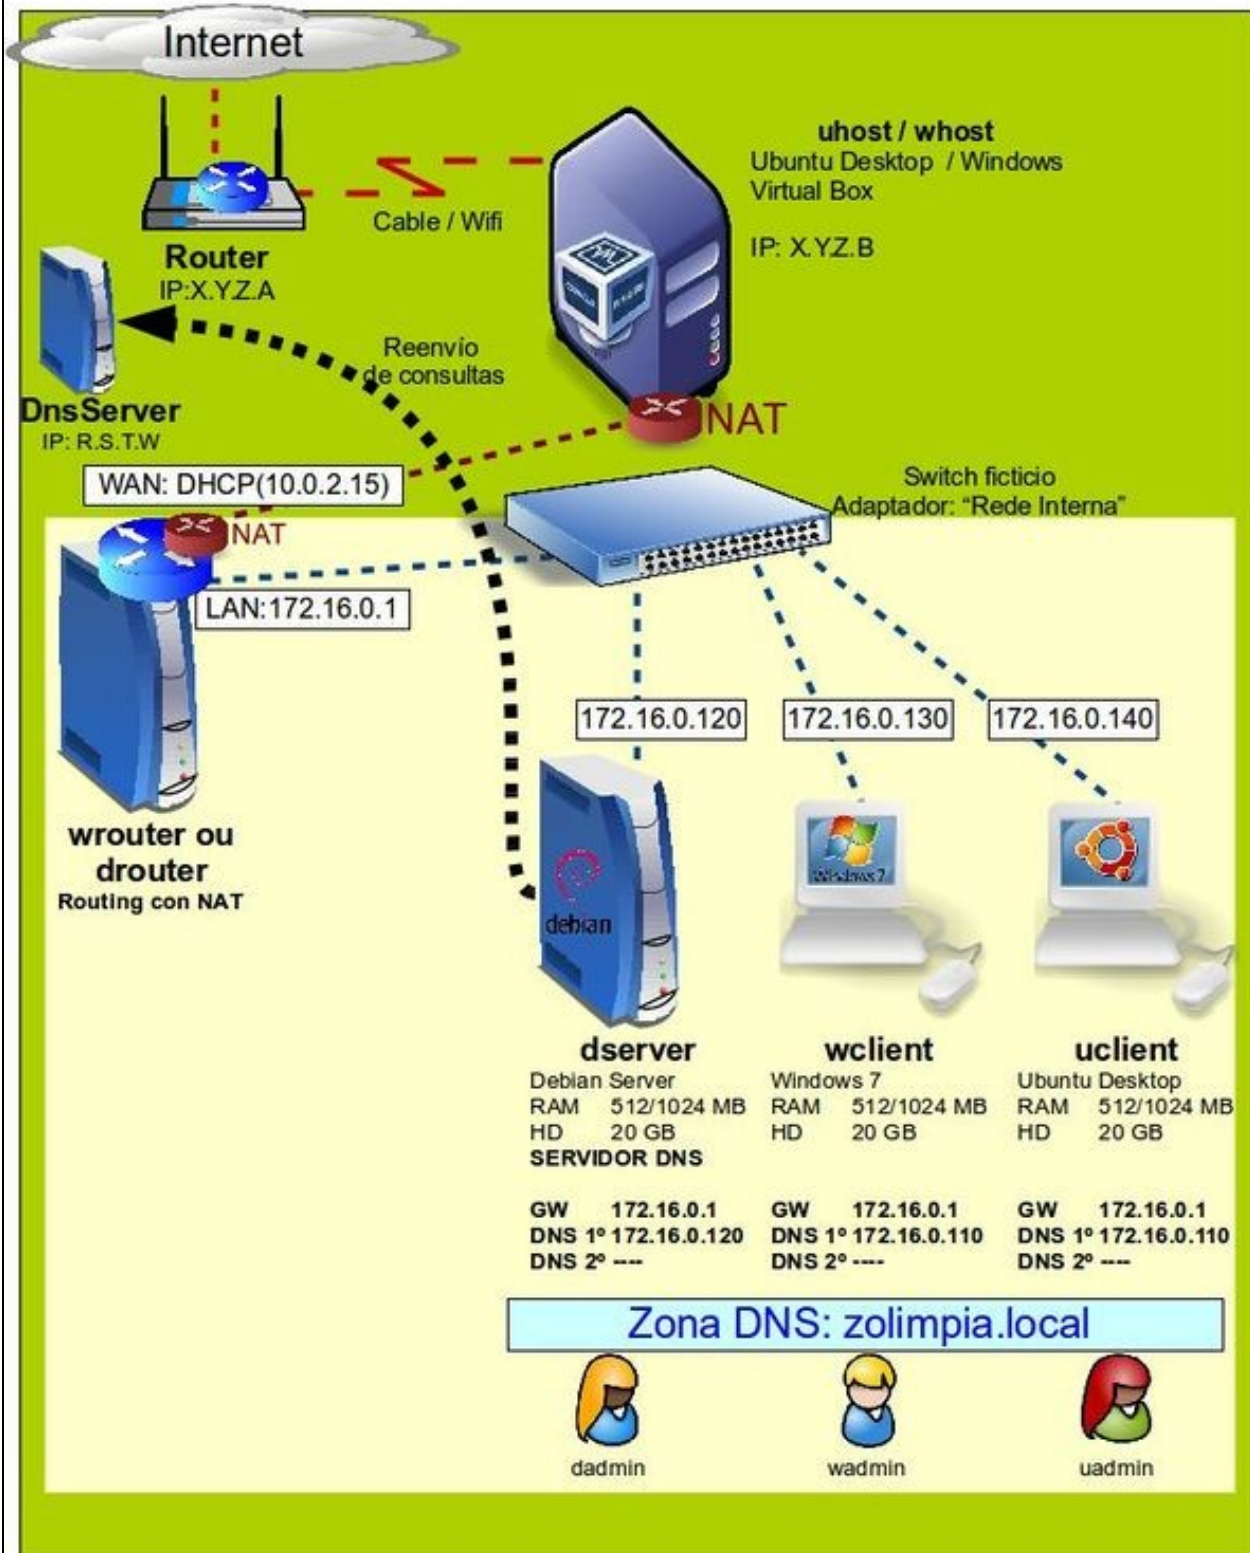 Internet
uhost / whost
Ubuntu Desktop / Windows
Virtual Box
IP: X.Y.Z.B
Cable / Wifi
Router
IP:X.Y.Z.A
Reenvío
de consultas
DnsServer
IP: R.S.T.W
NAT
WAN: DHCP(10.0.2.15)
Switch ficticio
Adaptador: “Rede Interna”
NAT
LAN:172.16.0.1
172.16.0.120
172.16.0.130
172.16.0.140
wrouter ou
drouter
Routing con NAT
debian
Windows 7
dserver
Debian Server
RAM 512/1024 MB
HD 20 GB
SERVIDOR DNS
GW 172.16.0.1
DNS 1º 172.16.0.120
DNS 2º ----
wclient
Windows 7
RAM 512/1024 MB
HD 20 GB
GW 172.16.0.1
DNS 1º 172.16.0.110
DNS 2º ----
uclient
Ubuntu Desktop
RAM 512/1024 MB
HD 20 GB
GW 172.16.0.1
DNS 1º 172.16.0.110
DNS 2º ----
Zona DNS: zolimpia.local
dadmin
wadmin
uadmin